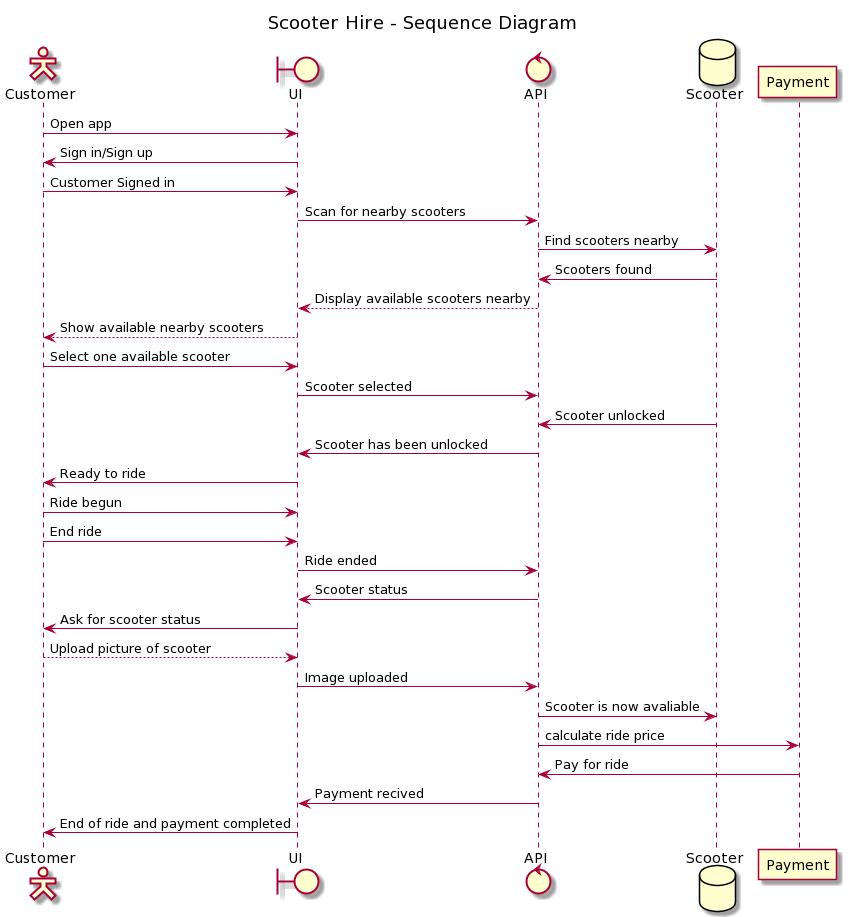 Scooter Hire - Sequence Diagram
Customer
UI
API
Scooter
Payment
Open app
Sign in/Sign up
Customer Signed in
Scan for nearby scooters
Find scooters nearby
Scooters found
Display available scooters nearby
Show available nearby scooters
Select one available scooter
Scooter selected
Scooter unlocked
Scooter has been unlocked
Ready to ride
Ride begun
End ride
Ride ended
Scooter status
Ask for scooter status
Upload picture of scooter
Image uploaded
Scooter is now avaliable
calculate ride price
Pay for ride
Payment recived
End of ride and payment completed
Customer
UI
API
Scooter
Payment